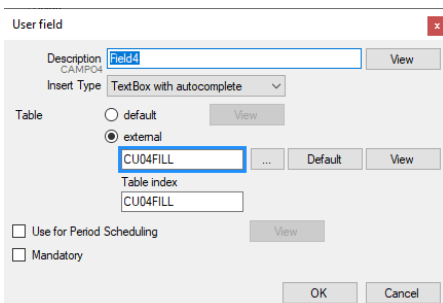 User field
x
Description Field4 View
CAMPO4
Insert Type TextBox with autocomplete
Table default View
external
CU04FILL ... Default View
Table index
CU04FILL
Use for Period Scheduling View
Mandatory
OK Cancel